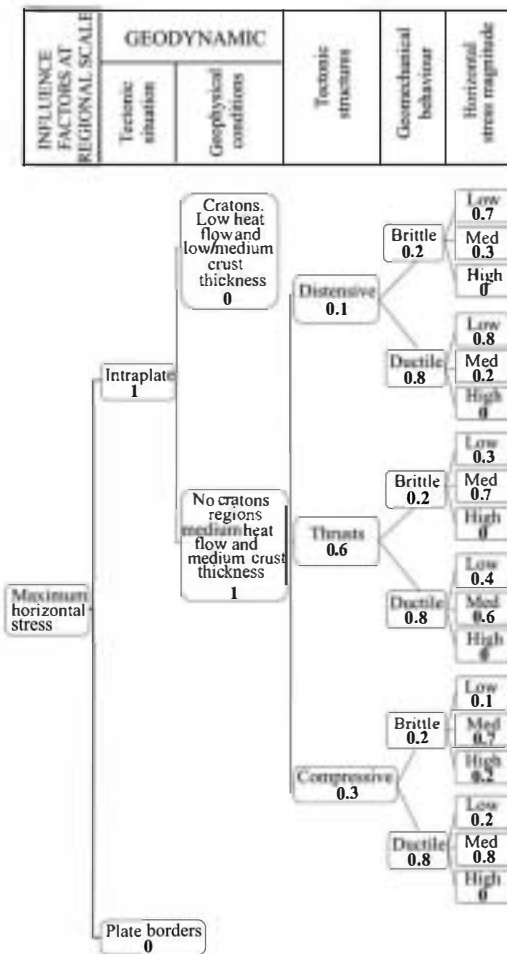 INFLUENCE
FACTORS AT
REGIONAL SCALE
GEODYNAMIC
Tectonic
situation
Geophysical
conditions
Tectonic
structures
Geomechanical
behaviour
Horizontal
stress magnitude
Maximum
horizontal
stress
Intraplate
1
Plate borders
0
Cratons.
Low heat
flow and
low/medium
crust
thickness
0
No cratons
regions
medium heat
flow and
medium crust
thickness
1
Distensive
0.1
Brittle
0.2
Low
0.7
Med
0.3
High
0
Ductile
0.8
Low
0.8
Med
0.2
High
0
Thrusts
0.6
Brittle
0.2
Low
0.3
Med
0.7
High
0
Ductile
0.8
Low
0.4
Med
0.6
High
0
Compressive
0.3
Brittle
0.2
Low
0.1
Med
0.7
High
0.2
Ductile
0.8
Low
0.2
Med
0.8
High
0